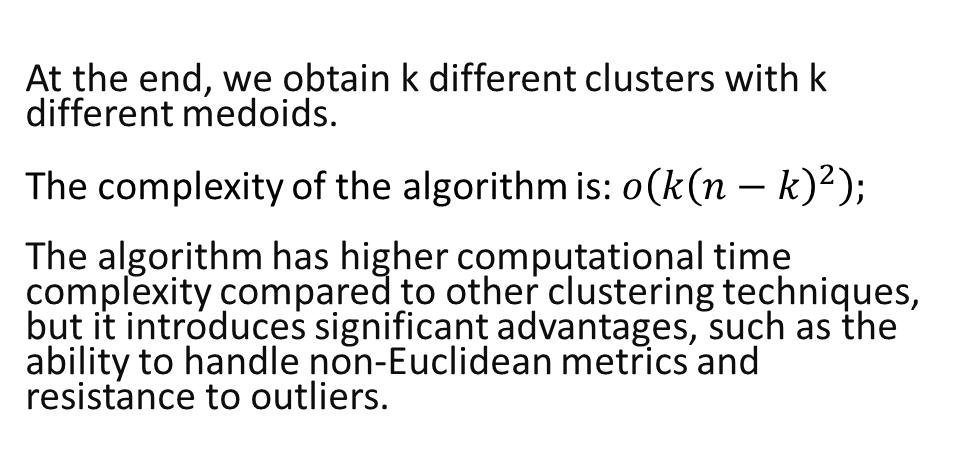 At the end, we obtain k different clusters with k
different medoids.
The complexity of the algorithm is: 𝑜(𝑘(𝑛 − 𝑘)²);
The algorithm has higher computational time
complexity compared to other clustering techniques,
but it introduces significant advantages, such as the
ability to handle non-Euclidean metrics and
resistance to outliers.